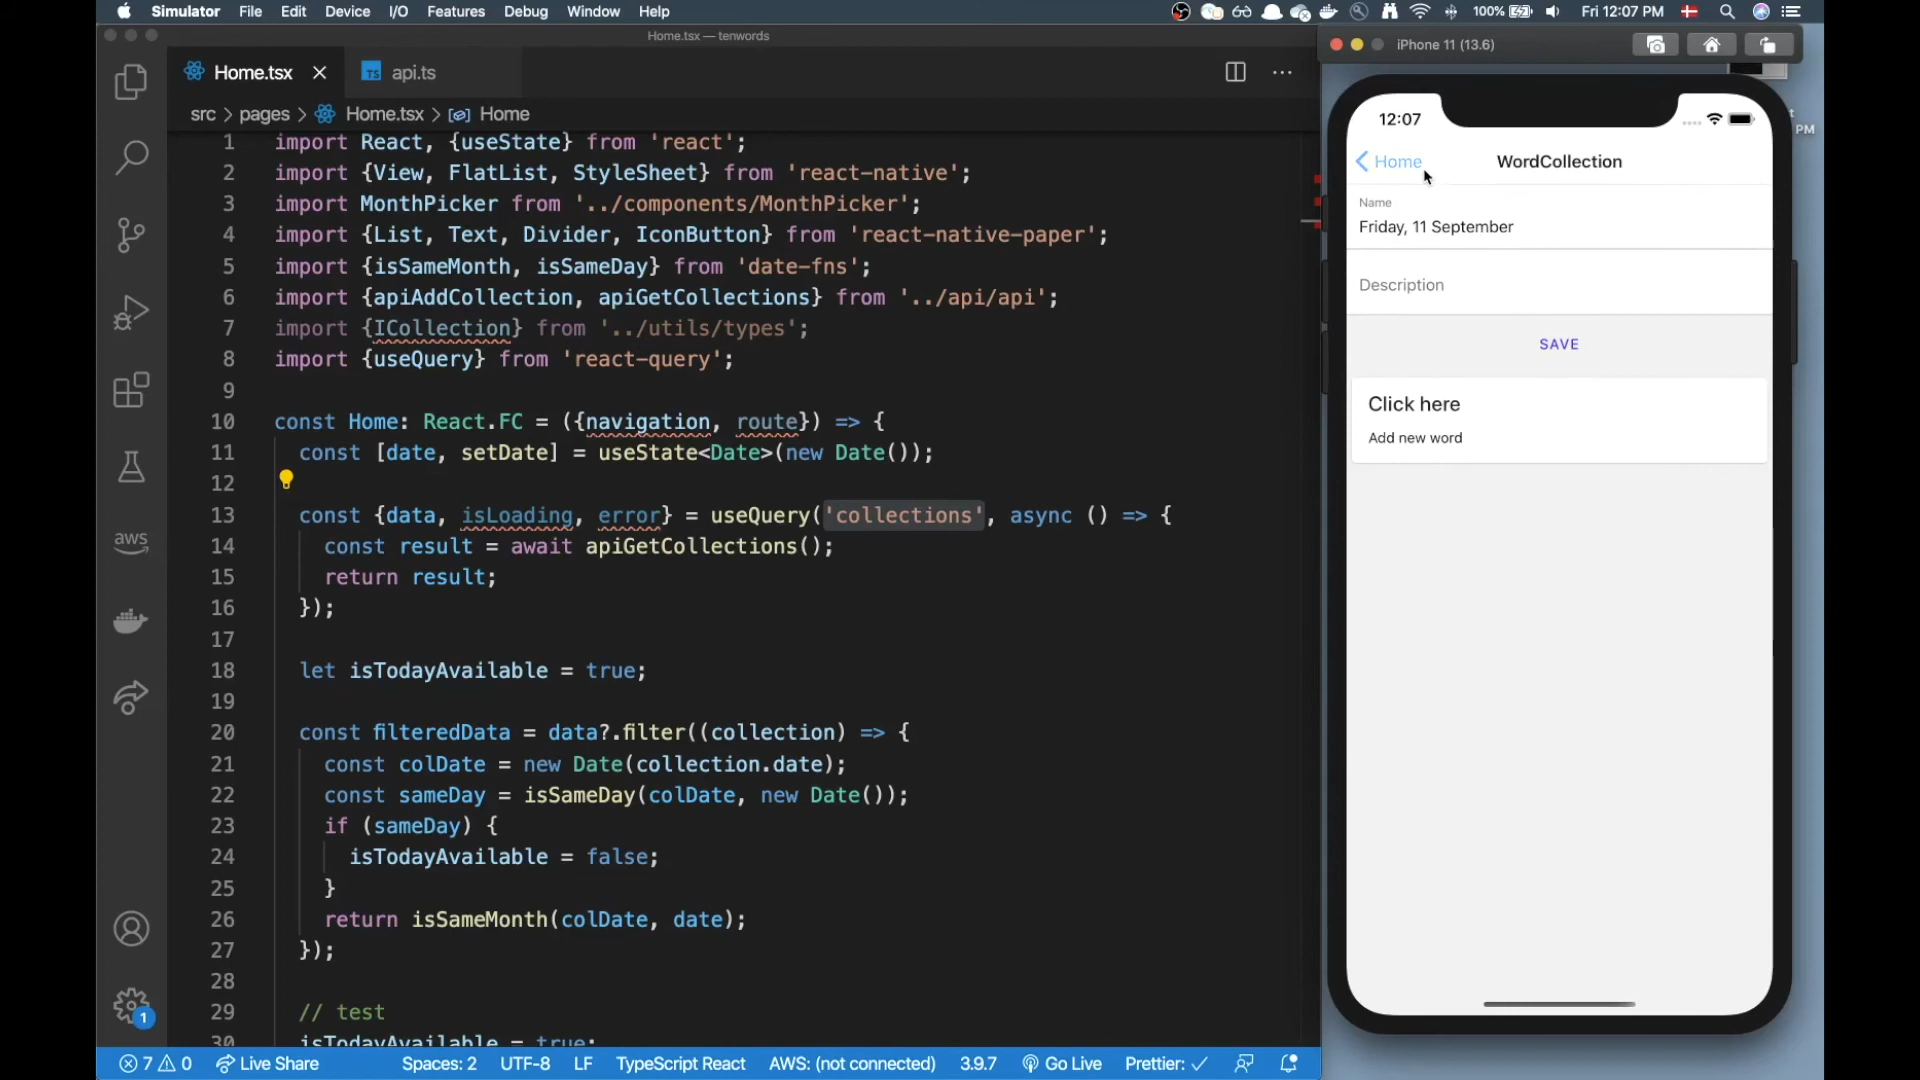 Simulator File Edit Device I/O Features Debug Window Help
100% Fri 12:07 PM
Home.tsx — tenwords
Home.tsx
TS api.ts
src > pages > Home.tsx > Home
1 import React, {useState} from 'react';
2 import {View, FlatList, StyleSheet} from 'react-native';
3 import MonthPicker from '../components/MonthPicker';
4 import {List, Text, Divider, IconButton} from 'react-native-paper';
5 import {isSameMonth, isSameDay} from 'date-fns';
6 import {apiAddCollection, apiGetCollections} from '../api/api';
7 import {ICollection} from '../utils/types';
8 import {useQuery} from 'react-query';
9
10 const Home: React.FC = ({navigation, route}) => {
11 const [date, setDate] = useState<Date>(new Date());
12
13 const {data, isLoading, error} = useQuery('collections', async () => {
14 const result = await apiGetCollections();
15 return result;
16 });
17
18 let isTodayAvailable = true;
19
20 const filteredData = data?.filter((collection) => {
21 const colDate = new Date(collection.date);
22 const sameDay = isSameDay(colDate, new Date());
23 if (sameDay) {
24 isTodayAvailable = false;
25 }
26 return isSameMonth(colDate, date);
27 });
28
29 // test
30 isTodayAvailable = true;
aws
1
7 0 Live Share Spaces: 2 UTF-8 LF TypeScript React AWS: (not connected) 3.9.7 Go Live Prettier: ✓
iPhone 11 (13.6)
PM
12:07
Home WordCollection
Name
Friday, 11 September
Description
SAVE
Click here
Add new word